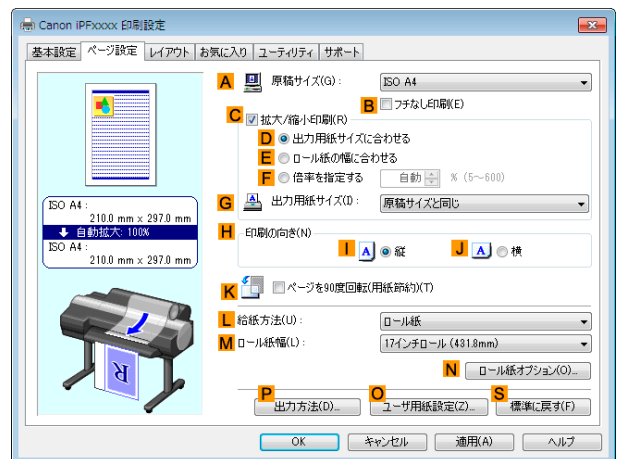 Canon iPFxxxx 印刷設定
基本設定 ページ設定 レイアウト お気に入り ユーティリティ サポート
A 原稿サイズ(G): ISO A4
B フチなし印刷(E)
C 拡大/縮小印刷(R)
D 出力用紙サイズに合わせる
E ロール紙の幅に合わせる
F 倍率を指定する 自動 % (5～600)
G 出力用紙サイズ(I): 原稿サイズと同じ
H 印刷の向き(N)
I A 縦 J A 横
K ページを90度回転(用紙節約)(T)
L 給紙方法(U): ロール紙
M ロール紙幅(L): 17インチロール (431.8mm)
N ロール紙オプション(O)...
P 出力方法(D)... O ユーザ用紙設定(Z)... S 標準に戻す(F)
ISO A4:
210.0 mm x 297.0 mm
自動拡大: 100%
ISO A4:
210.0 mm x 297.0 mm
R
OK キャンセル 適用(A) ヘルプ